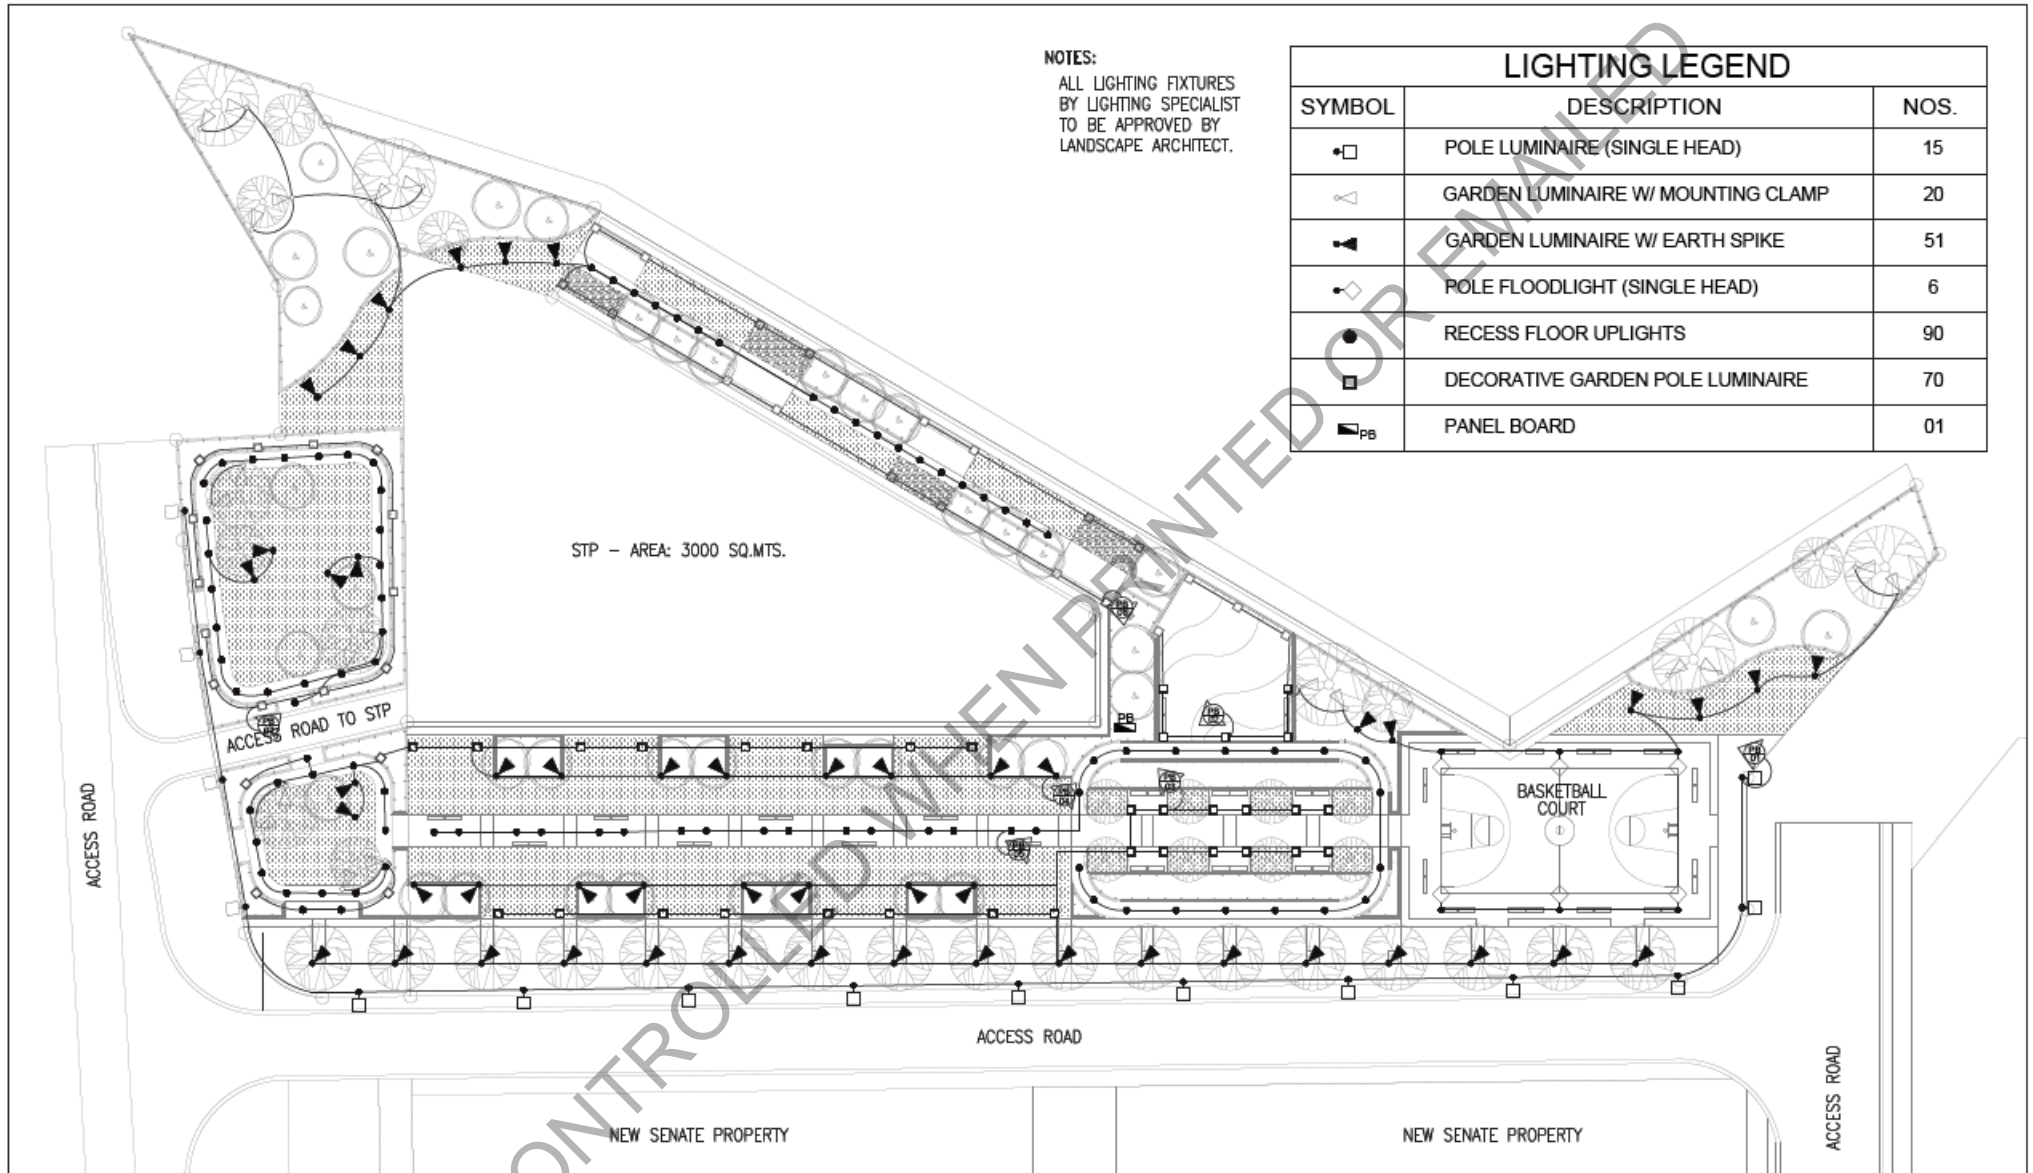 NOTES:
ALL LIGHTING FIXTURES
BY LIGHTING SPECIALIST
TO BE APPROVED BY
LANDSCAPE ARCHITECT.
LIGHTING LEGEND
SYMBOL DESCRIPTION NOS.
POLE LUMINAIRE (SINGLE HEAD) 15
GARDEN LUMINAIRE W/ MOUNTING CLAMP 20
GARDEN LUMINAIRE W/ EARTH SPIKE 51
POLE FLOODLIGHT (SINGLE HEAD) 6
RECESS FLOOR UPLIGHTS 90
DECORATIVE GARDEN POLE LUMINAIRE 70
PB PANEL BOARD 01
STP - AREA: 3000 SQ.MTS.
ACCESS ROAD TO STP
PB
BASKETBALL
COURT
ACCESS ROAD
ACCESS ROAD
ACCESS ROAD
NEW SENATE PROPERTY
NEW SENATE PROPERTY
ONTROLLED WHEN PRINTED OR EMAILED